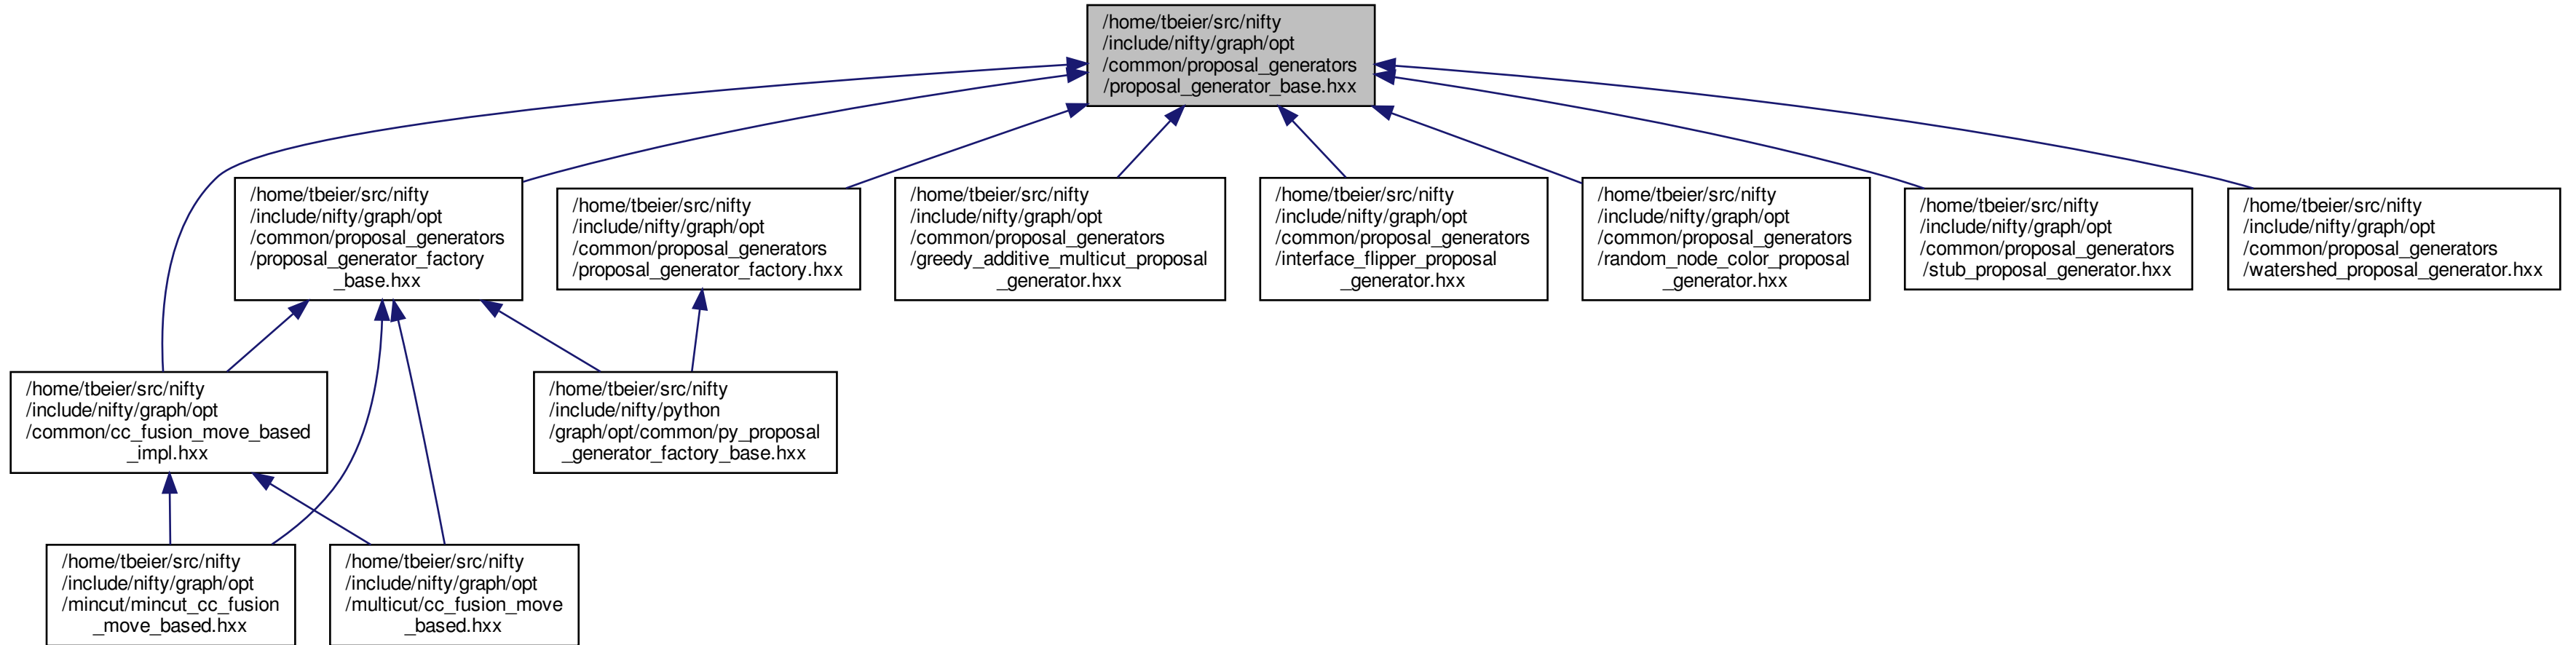 /home/tbeier/src/nifty
/include/nifty/graph/opt
/common/proposal_generators
/proposal_generator_base.hxx
/home/tbeier/src/nifty
/include/nifty/graph/opt
/common/proposal_generators
/proposal_generator_factory
_base.hxx
/home/tbeier/src/nifty
/include/nifty/graph/opt
/common/proposal_generators
/proposal_generator_factory.hxx
/home/tbeier/src/nifty
/include/nifty/graph/opt
/common/proposal_generators
/greedy_additive_multicut_proposal
_generator.hxx
/home/tbeier/src/nifty
/include/nifty/graph/opt
/common/proposal_generators
/interface_flipper_proposal
_generator.hxx
/home/tbeier/src/nifty
/include/nifty/graph/opt
/common/proposal_generators
/random_node_color_proposal
_generator.hxx
/home/tbeier/src/nifty
/include/nifty/graph/opt
/common/proposal_generators
/stub_proposal_generator.hxx
/home/tbeier/src/nifty
/include/nifty/graph/opt
/common/proposal_generators
/watershed_proposal_generator.hxx
/home/tbeier/src/nifty
/include/nifty/graph/opt
/common/cc_fusion_move_based
_impl.hxx
/home/tbeier/src/nifty
/include/nifty/python
/graph/opt/common/py_proposal
_generator_factory_base.hxx
/home/tbeier/src/nifty
/include/nifty/graph/opt
/mincut/mincut_cc_fusion
_move_based.hxx
/home/tbeier/src/nifty
/include/nifty/graph/opt
/multicut/cc_fusion_move
_based.hxx